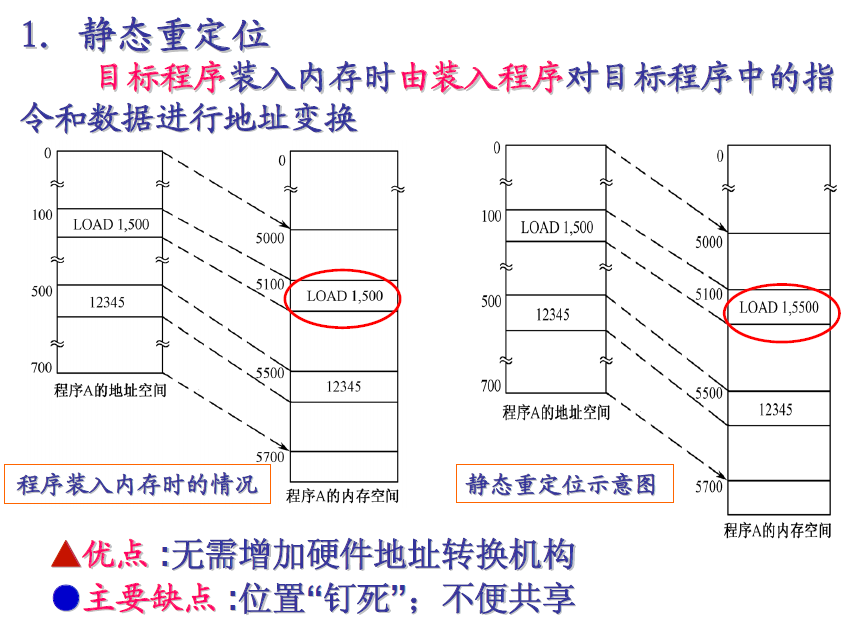 1. 静态重定位
目标程序装入内存时由装入程序对目标程序中的指
令和数据进行地址变换
0
100
LOAD 1,500
500
12345
700
程序A的地址空间
0
5000
5100
LOAD 1,500
5500
12345
5700
程序A的内存空间
程序装入内存时的情况
0
100
LOAD 1,500
500
12345
700
程序A的地址空间
0
5000
5100
LOAD 1,5500
5500
12345
5700
程序A的内存空间
静态重定位示意图
优点:无需增加硬件地址转换机构
主要缺点:位置“钉死”；不便共享